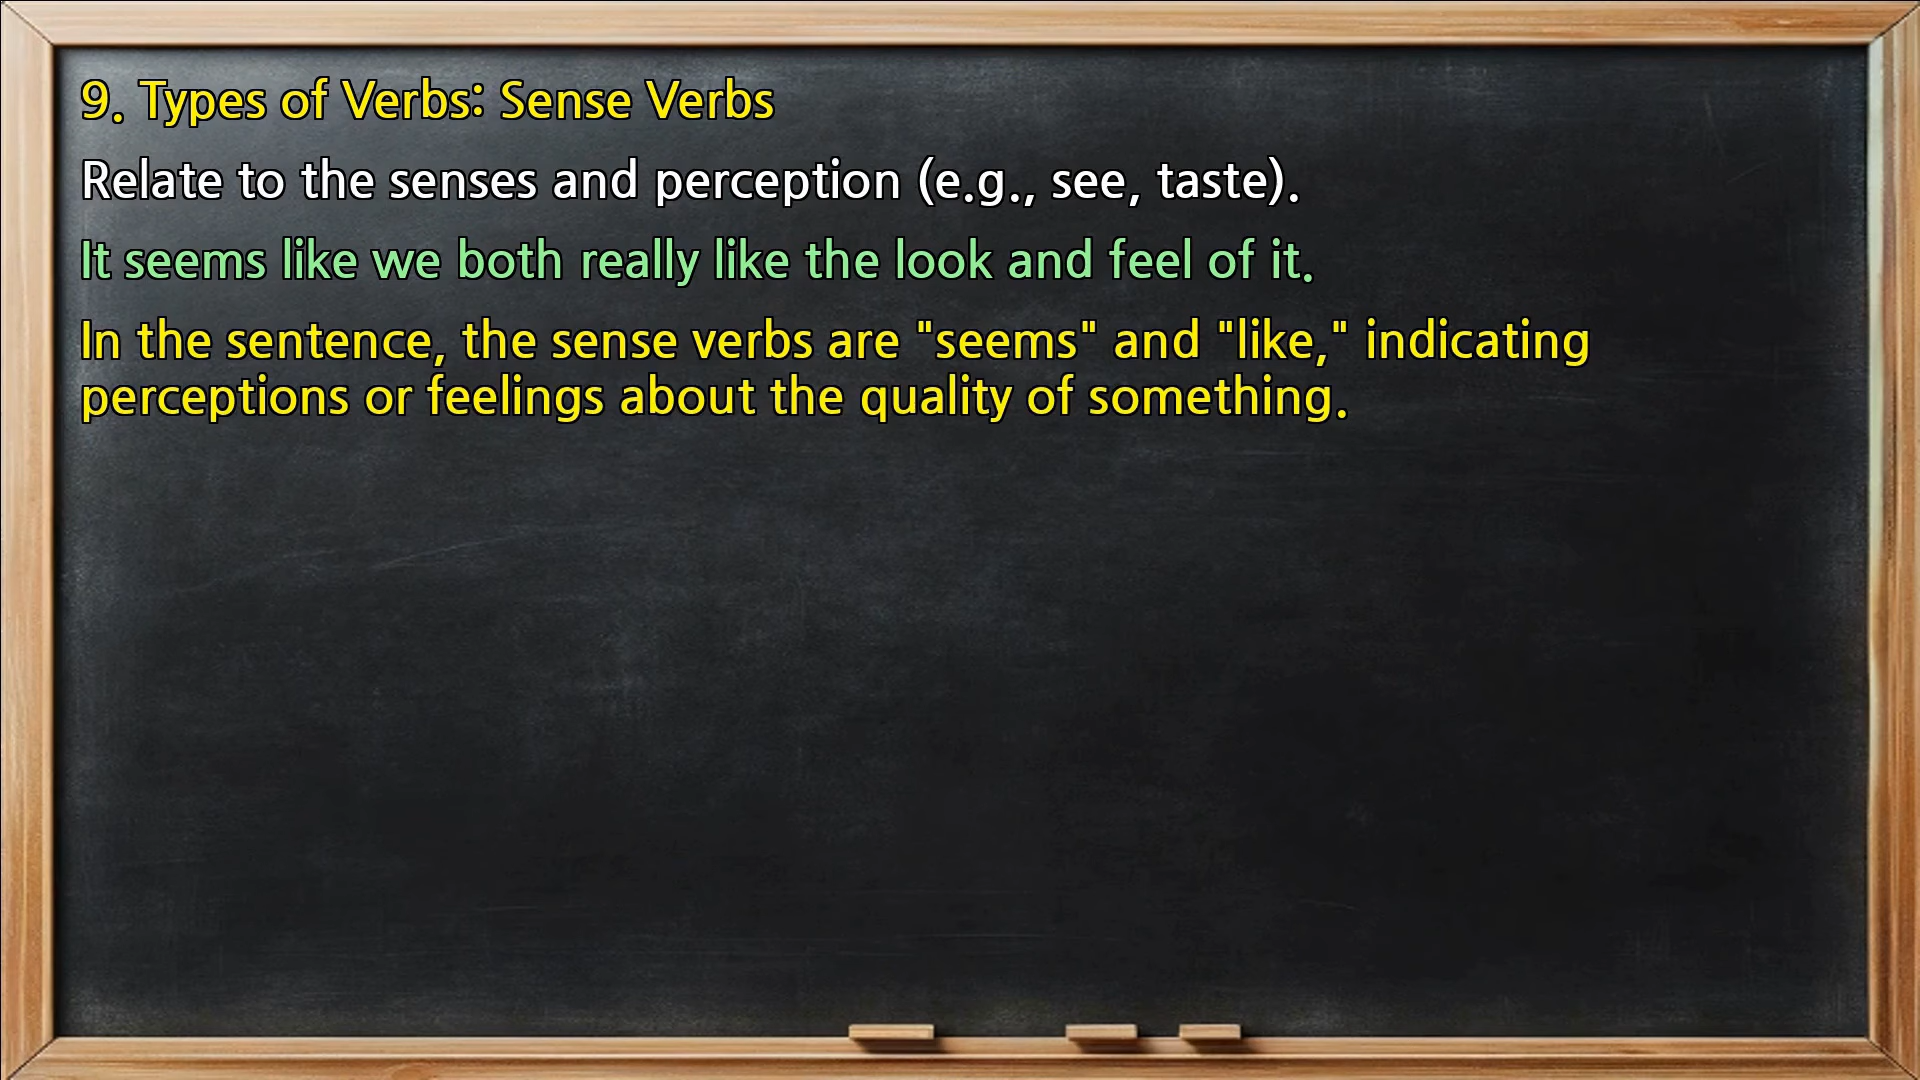 9. Types of Verbs: Sense Verbs
Relate to the senses and perception (e.g., see, taste).
It seems like we both really like the look and feel of it.
In the sentence, the sense verbs are "seems" and "like," indicating
perceptions or feelings about the quality of something.